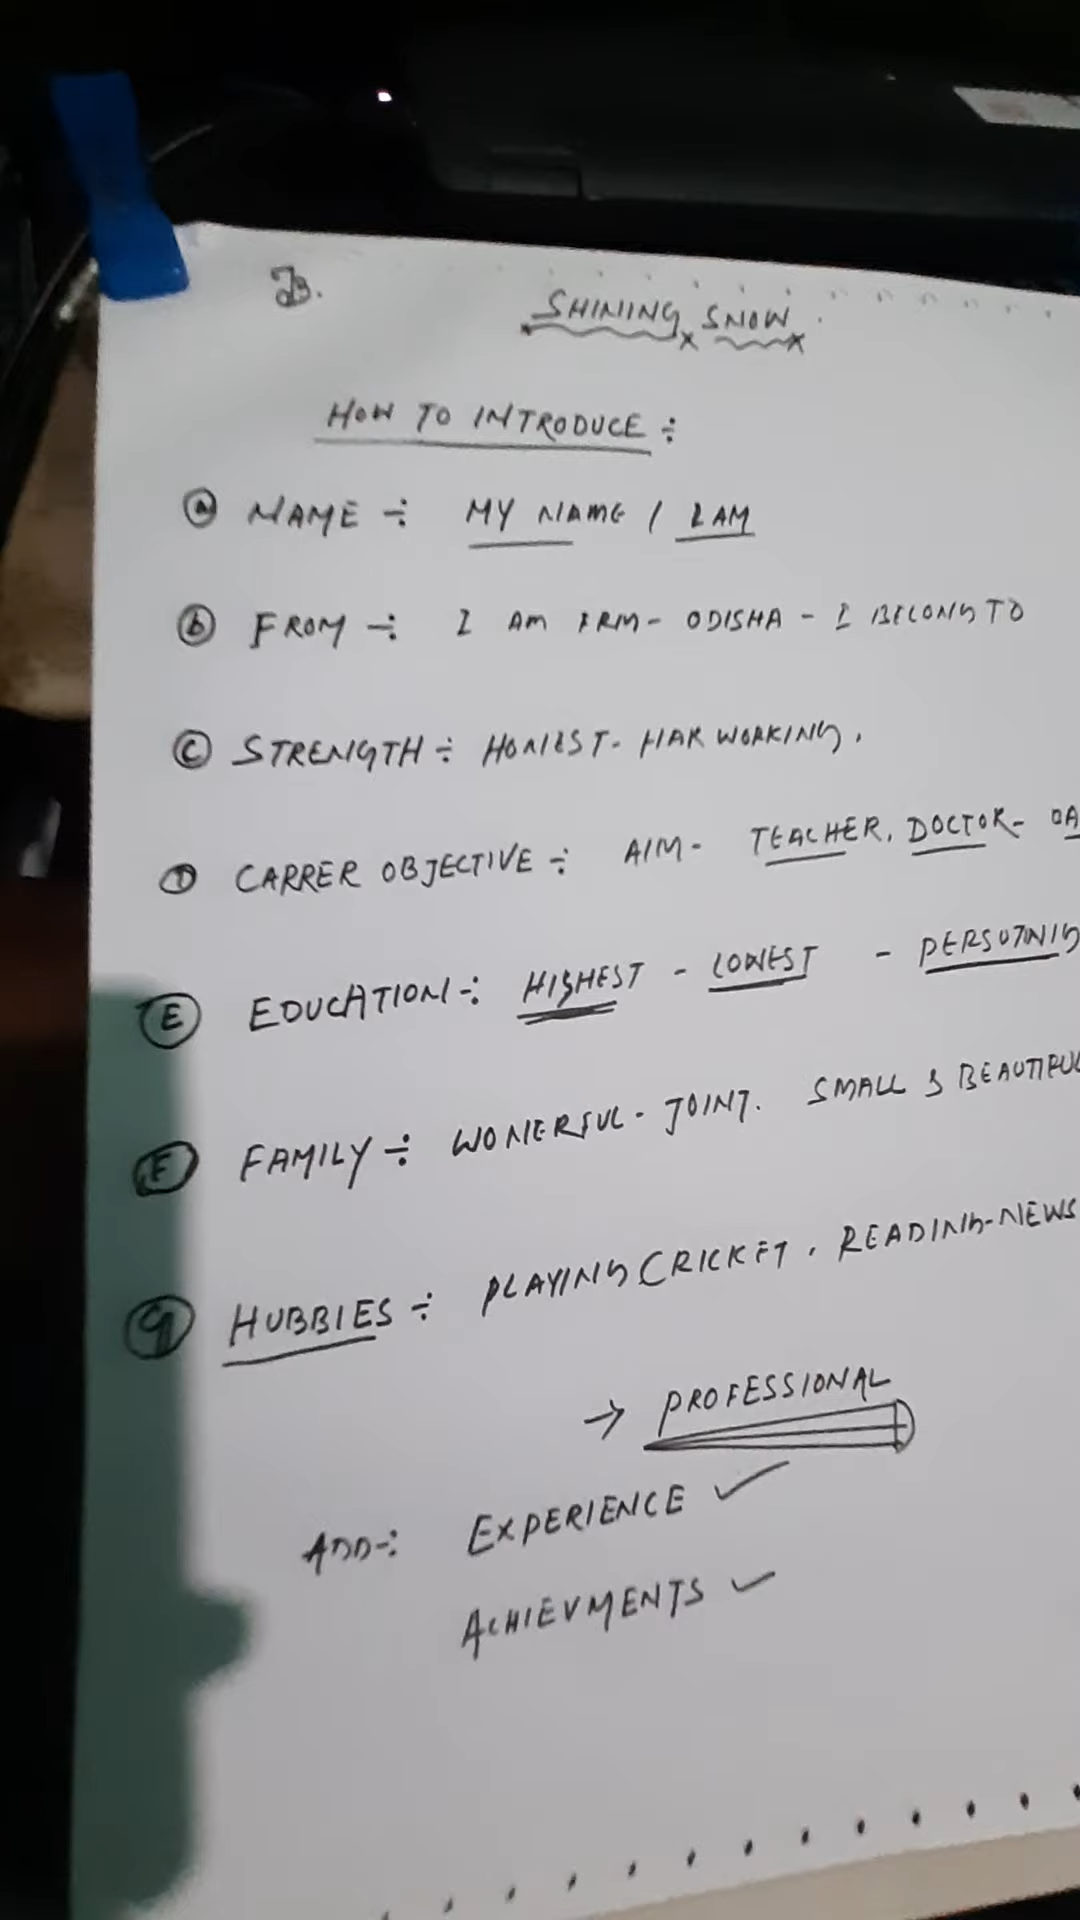 SHINING SNOW
HOW TO INTRODUCE ÷
ⓐ NAME ÷ MY NAME / I AM
ⓑ FROM ÷ I AM FRM - ODISHA - I BELONG TO
Ⓒ STRENGTH ÷ HONEST - HAR WORKING,
Ⓓ CARRER OBJECTIVE ÷ AIM - TEACHER, DOCTOR - OA
Ⓔ EDUCATION ÷ HIGHEST - LOWEST -
Ⓕ FAMILY ÷ WONERFUL - JOINT. SMALL & BEAUTIFUL
Ⓖ HUBBIES ÷ PLAYING CRICKET, READING - NEWS
→ PROFESSIONAL
ADD ÷ EXPERIENCE ✓
ACHIEVMENTS ✓